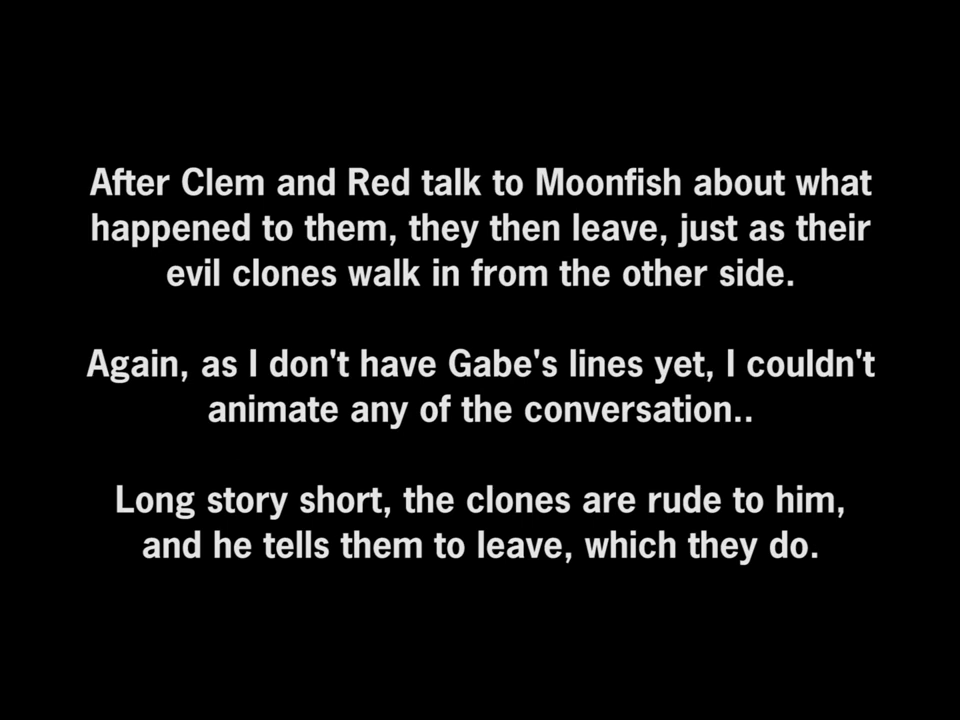 After Clem and Red talk to Moonfish about what
happened to them, they then leave, just as their
evil clones walk in from the other side.
Again, as I don't have Gabe's lines yet, I couldn't
animate any of the conversation..
Long story short, the clones are rude to him,
and he tells them to leave, which they do.